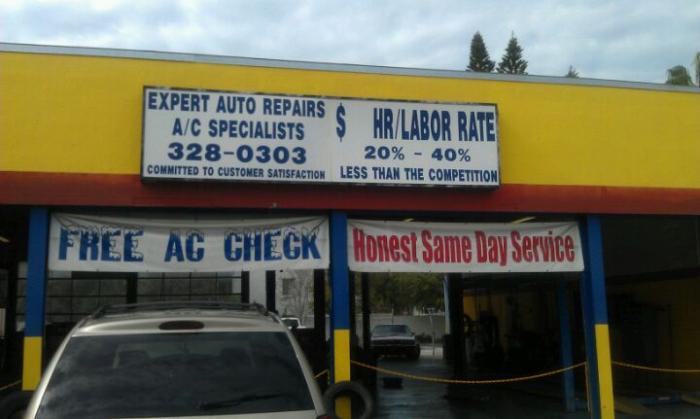 EXPERT AUTO REPAIRS
A/C SPECIALISTS
328-0303
COMMITTED TO CUSTOMER SATISFACTION
$ HR/LABOR RATE
20% - 40%
LESS THAN THE COMPETITION
FREE AC CHECK
Honest Same Day Service